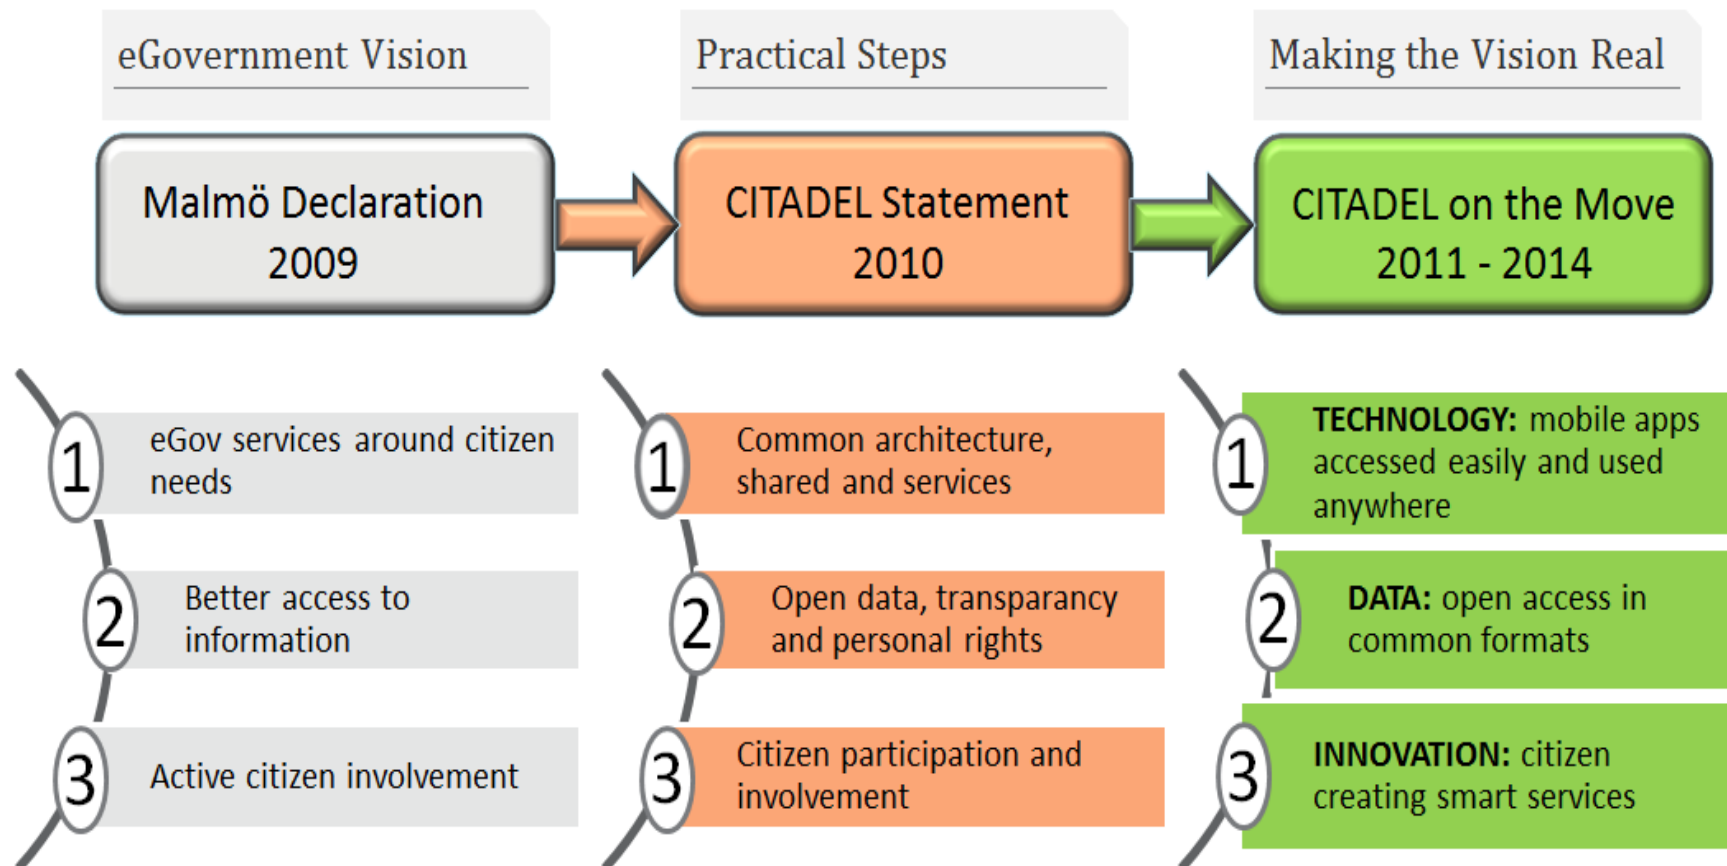 eGovernment Vision
Malmö Declaration
2009
1
eGov services around citizen
needs
2
Better access to
information
3
Active citizen involvement
Practical Steps
CITADEL Statement
2010
1
Common architecture,
shared and services
2
Open data, transparancy
and personal rights
3
Citizen participation and
involvement
Making the Vision Real
CITADEL on the Move
2011 - 2014
1
TECHNOLOGY: mobile apps
accessed easily and used
anywhere
2
DATA: open access in
common formats
3
INNOVATION: citizen
creating smart services